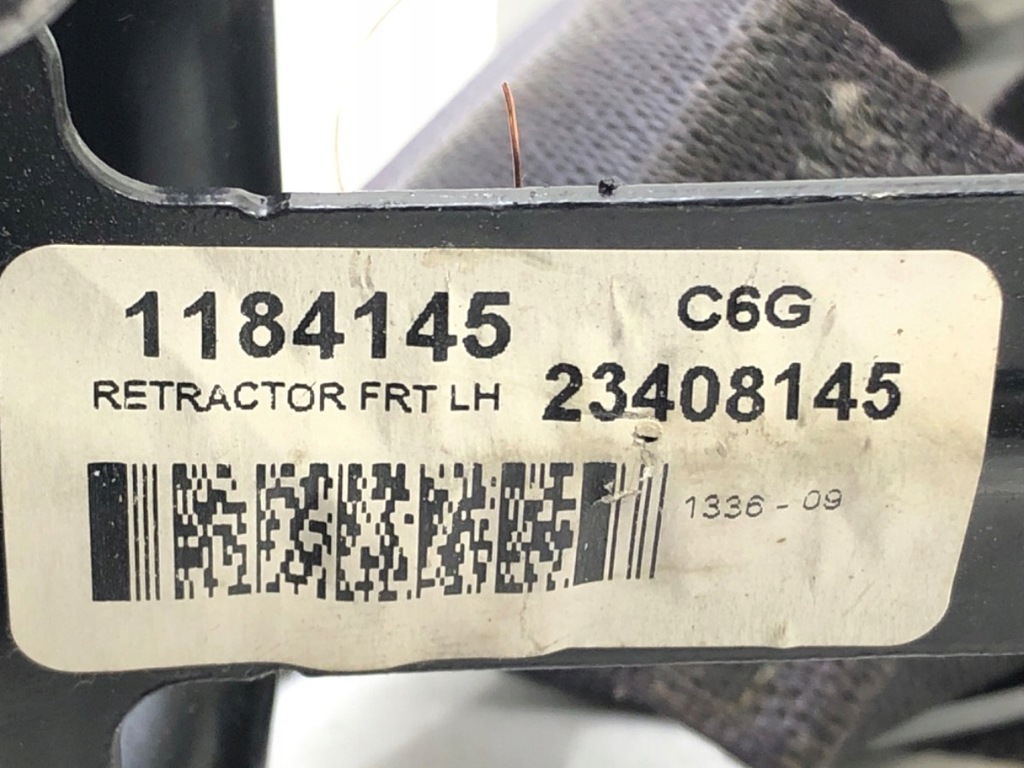 1184145
C6G
RETRACTOR FRT LH
23408145
1336 - 09